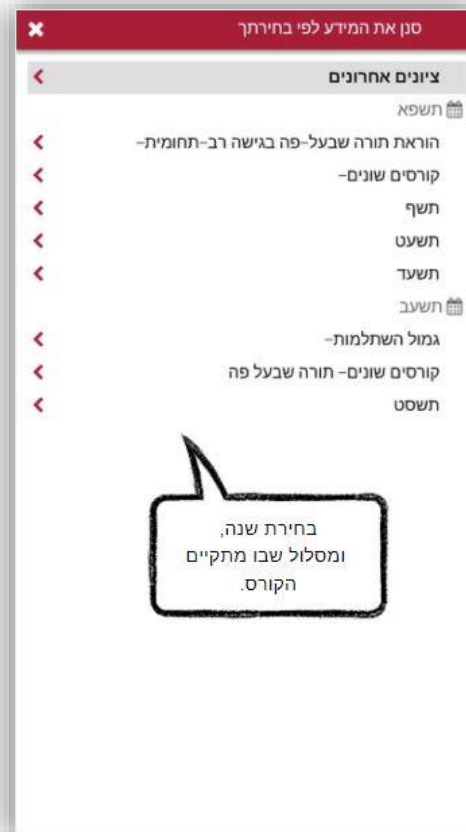 סנן את המידע לפי בחירתך
ציונים אחרונים
תשפא
הוראת תורה שבעל-פה בגישה רב-תחומית-
קורסים שונים-
תשף
תשעט
תשעד
תשעב
גמול השתלמות-
קורסים שונים- תורה שבעל פה
תשסט
בחירת שנה,
ומסלול שבו מתקיים
הקורס.